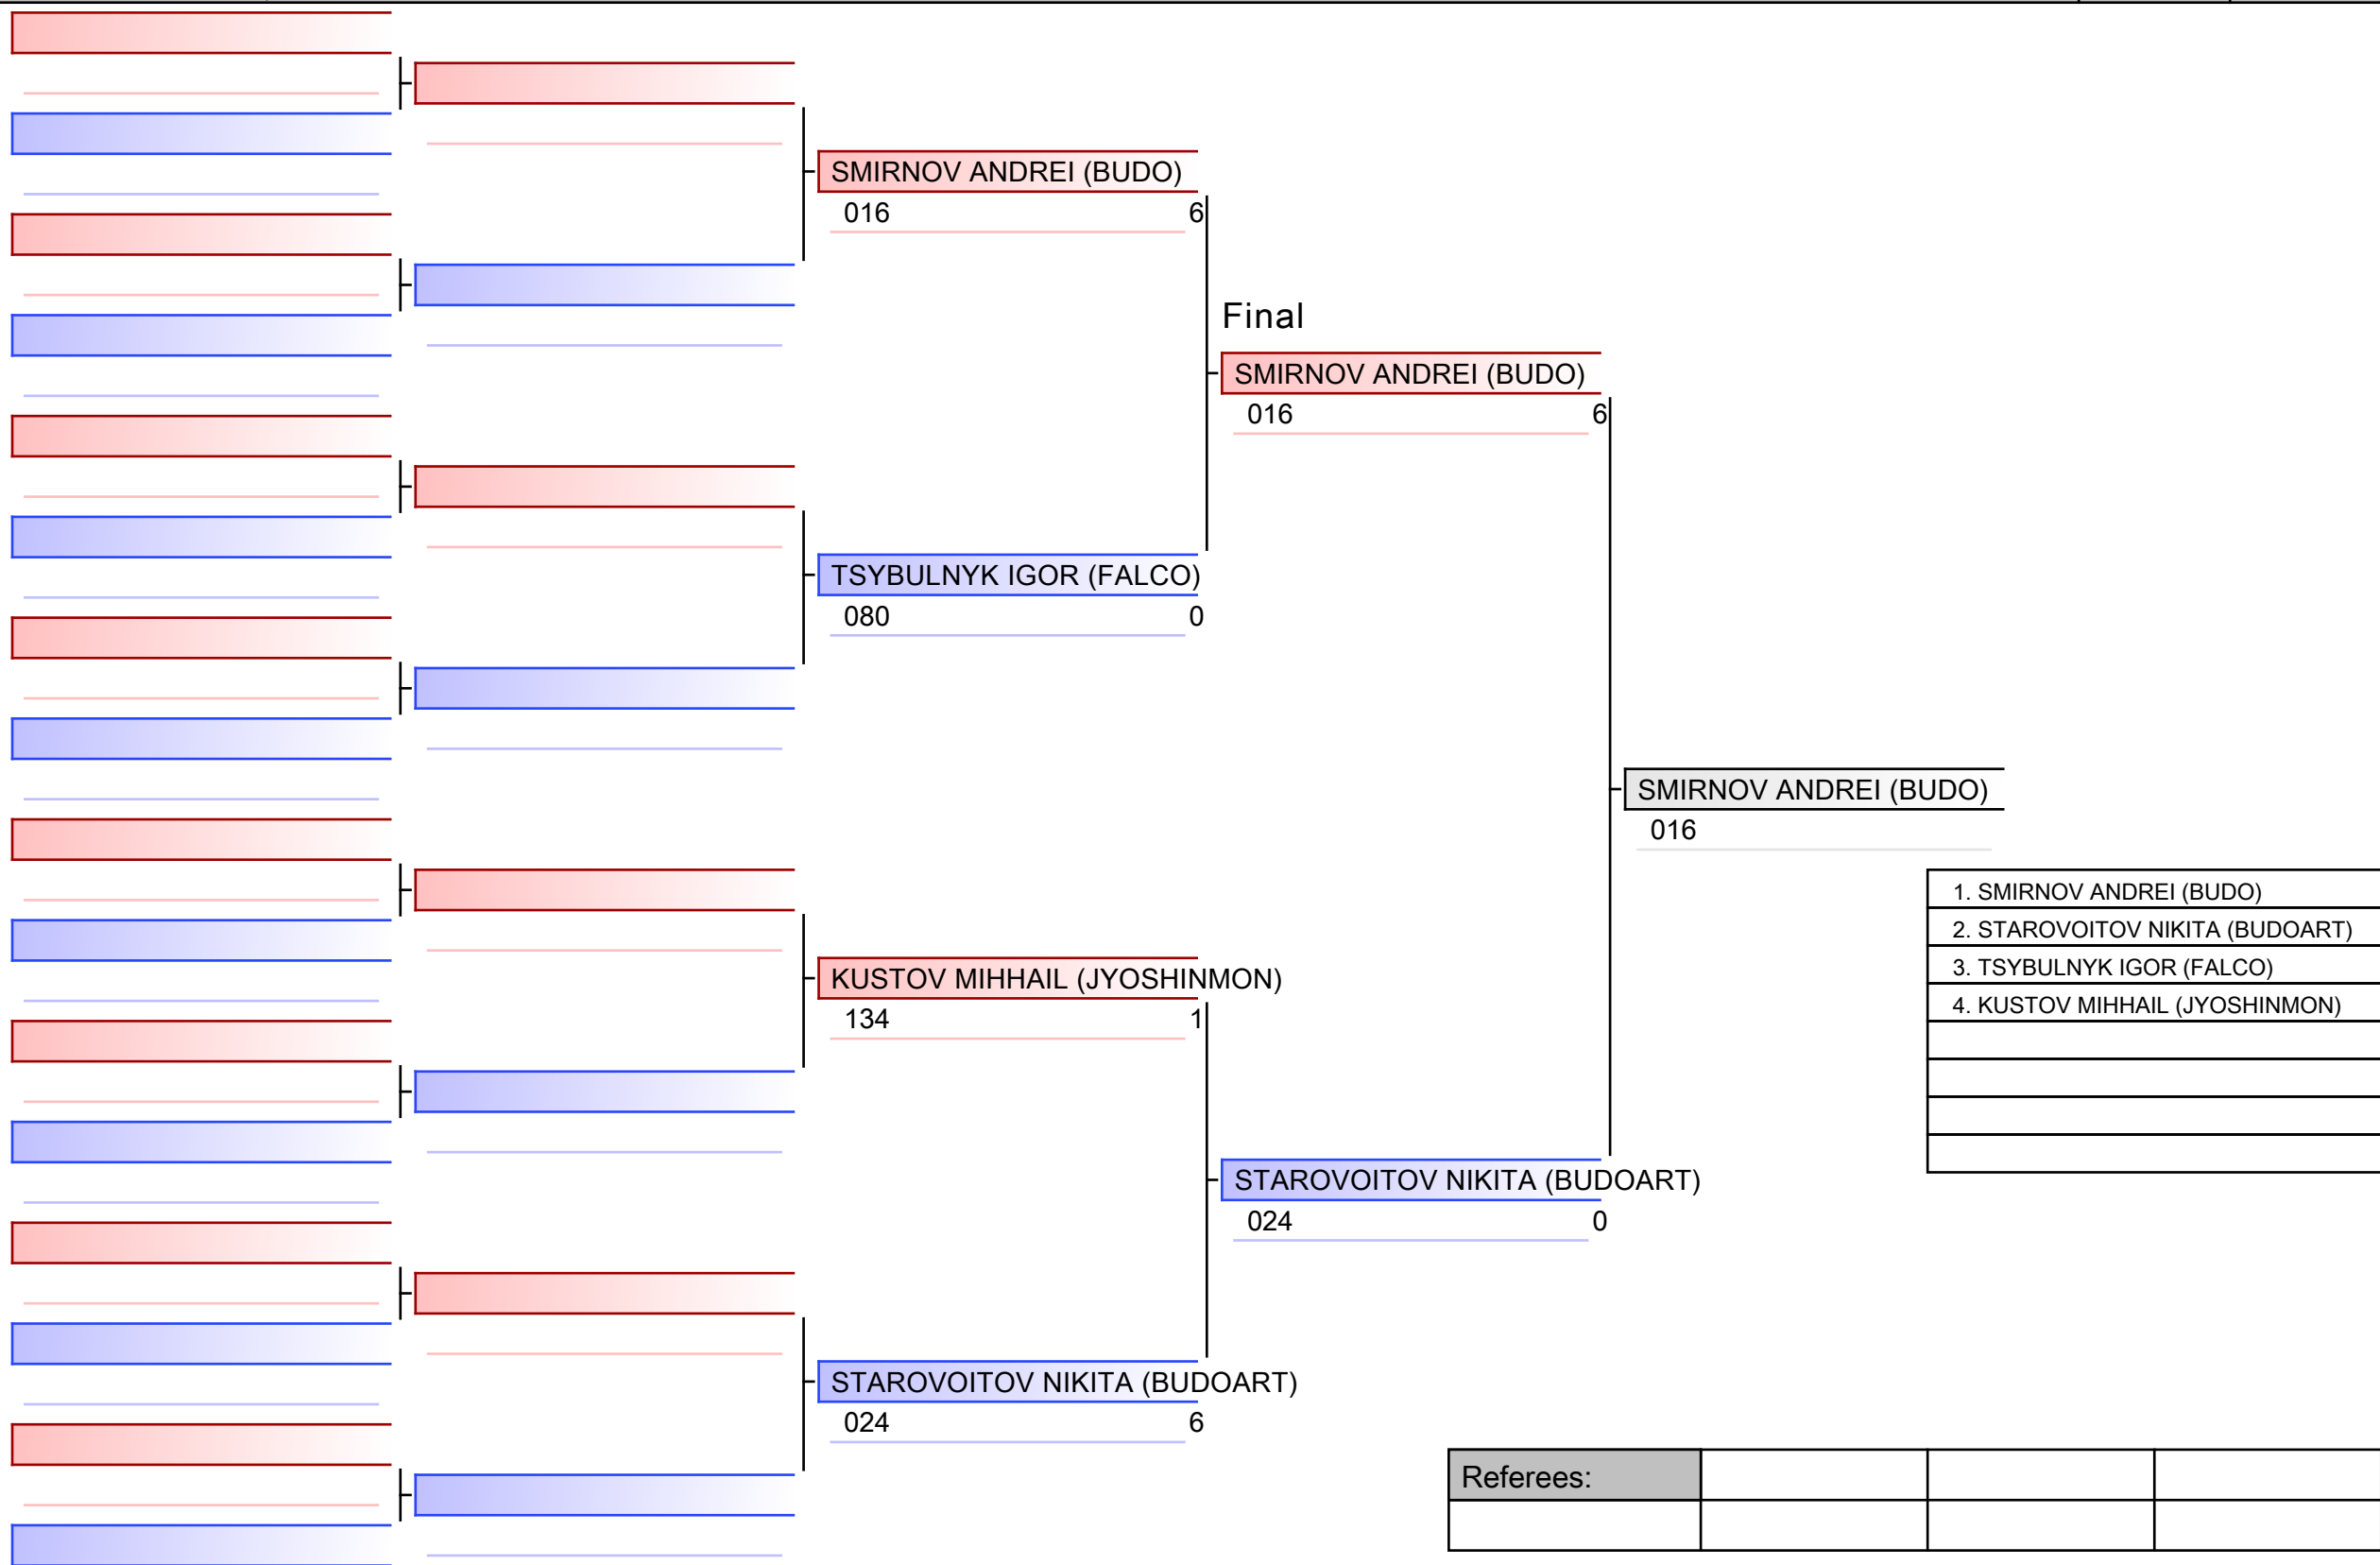 SMIRNOV ANDREI (BUDO)
016 6
Final
SMIRNOV ANDREI (BUDO)
016 6
TSYBULNYK IGOR (FALCO)
080 0
SMIRNOV ANDREI (BUDO)
016
1. SMIRNOV ANDREI (BUDO)
2. STAROVOITOV NIKITA (BUDOART)
3. TSYBULNYK IGOR (FALCO)
4. KUSTOV MIHHAIL (JYOSHINMON)
KUSTOV MIHHAIL (JYOSHINMON)
134 1
STAROVOITOV NIKITA (BUDOART)
024 0
STAROVOITOV NIKITA (BUDOART)
024 6
Referees: